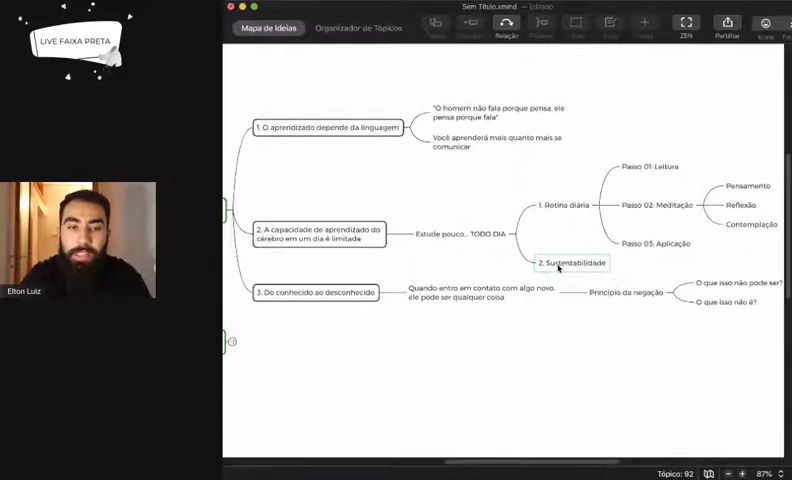 Sem Título.xmind — Editado
LIVE FAIXA PRETA
Mapa de Ideias
Organizador de Tópicos
Relação
ZEN
Partilhar
Ícone
"O homem não fala porque pensa, ele
pensa porque fala"
1. O aprendizado depende da linguagem
Você aprenderá mais quanto mais se
comunicar
Passo 01: Leitura
Pensamento
1. Rotina diária
Passo 02: Meditação
Reflexão
Contemplação
2. A capacidade de aprendizado do
cérebro em um dia é limitada
Estude pouco... TODO DIA
Passo 03: Aplicação
2. Sustentabilidade
3. Do conhecido ao desconhecido
Quando entro em contato com algo novo,
ele pode ser qualquer coisa
Princípio da negação
O que isso não pode ser?
O que isso não é?
Elton Luiz
Tópico: 92
87%